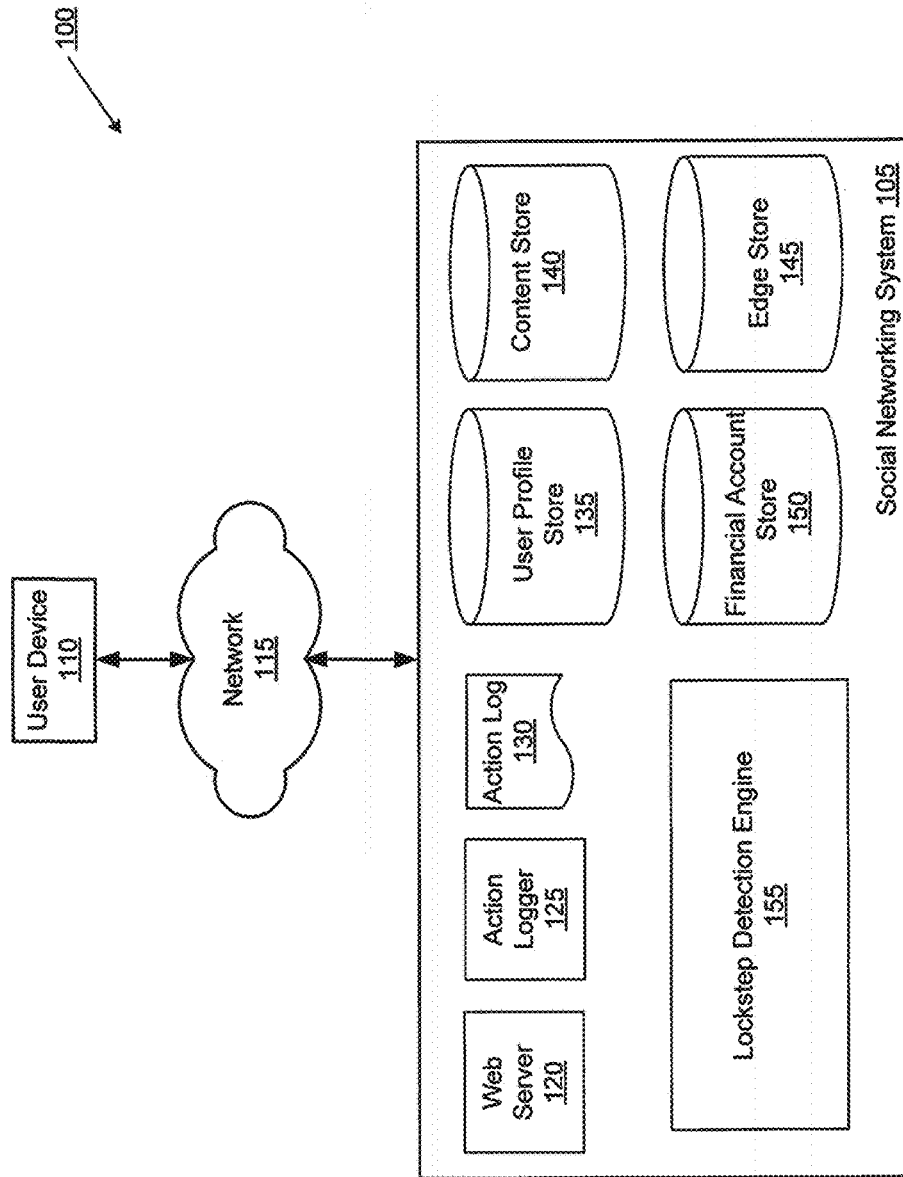 100
User Device
110
Network
115
Web
Server
120
Action
Logger
125
Action Log
130
User Profile
Store
135
Content Store
140
Lockstep Detection Engine
155
Financial Account
Store
150
Edge Store
145
Social Networking System 105